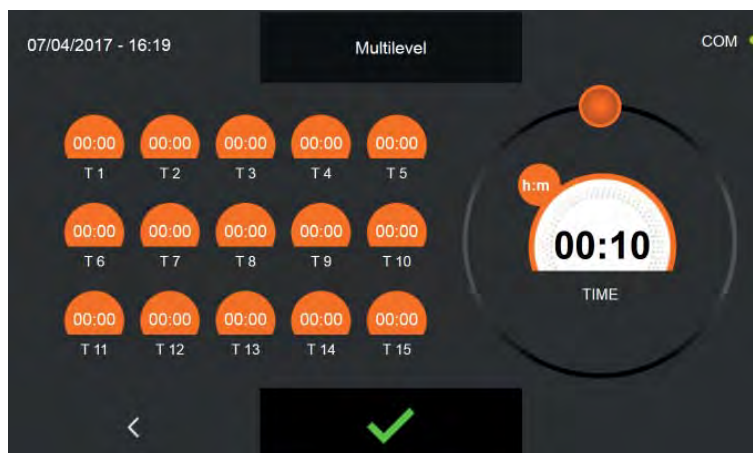 07/04/2017 - 16:19
Multilevel
COM
00:00 00:00 00:00 00:00 00:00
T 1 T 2 T 3 T 4 T 5
h:m
00:00 00:00 00:00 00:00 00:00
T 6 T 7 T 8 T 9 T 10
00:10
TIME
00:00 00:00 00:00 00:00 00:00
T 11 T 12 T 13 T 14 T 15